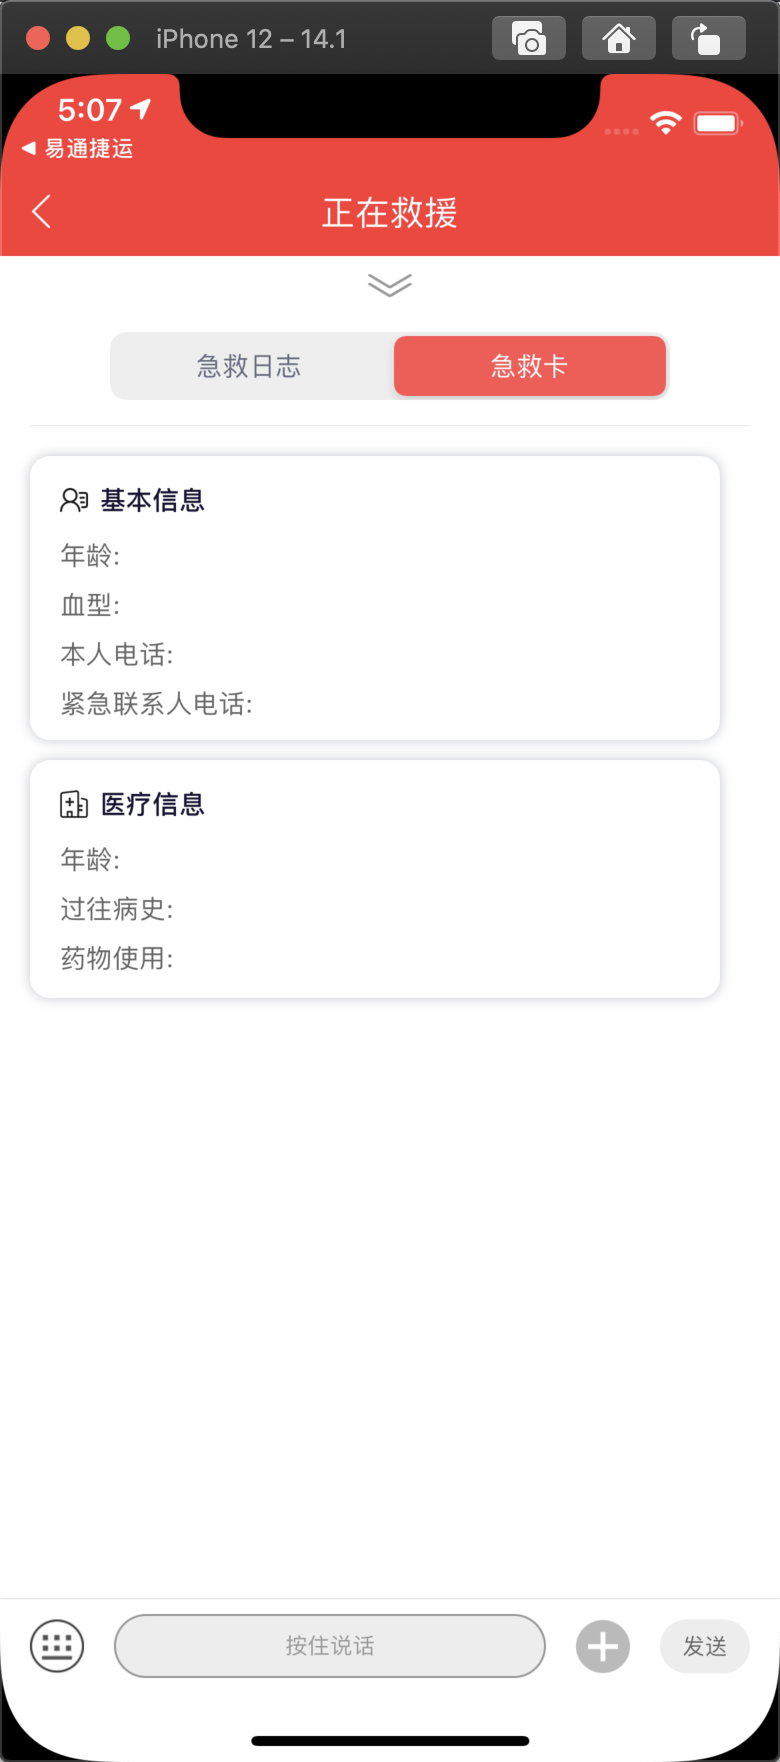 iPhone 12 – 14.1
5:07
◀ 易通捷运
正在救援
急救日志
急救卡
基本信息
年龄:
血型:
本人电话:
紧急联系人电话:
医疗信息
年龄:
过往病史:
药物使用:
按住说话
发送